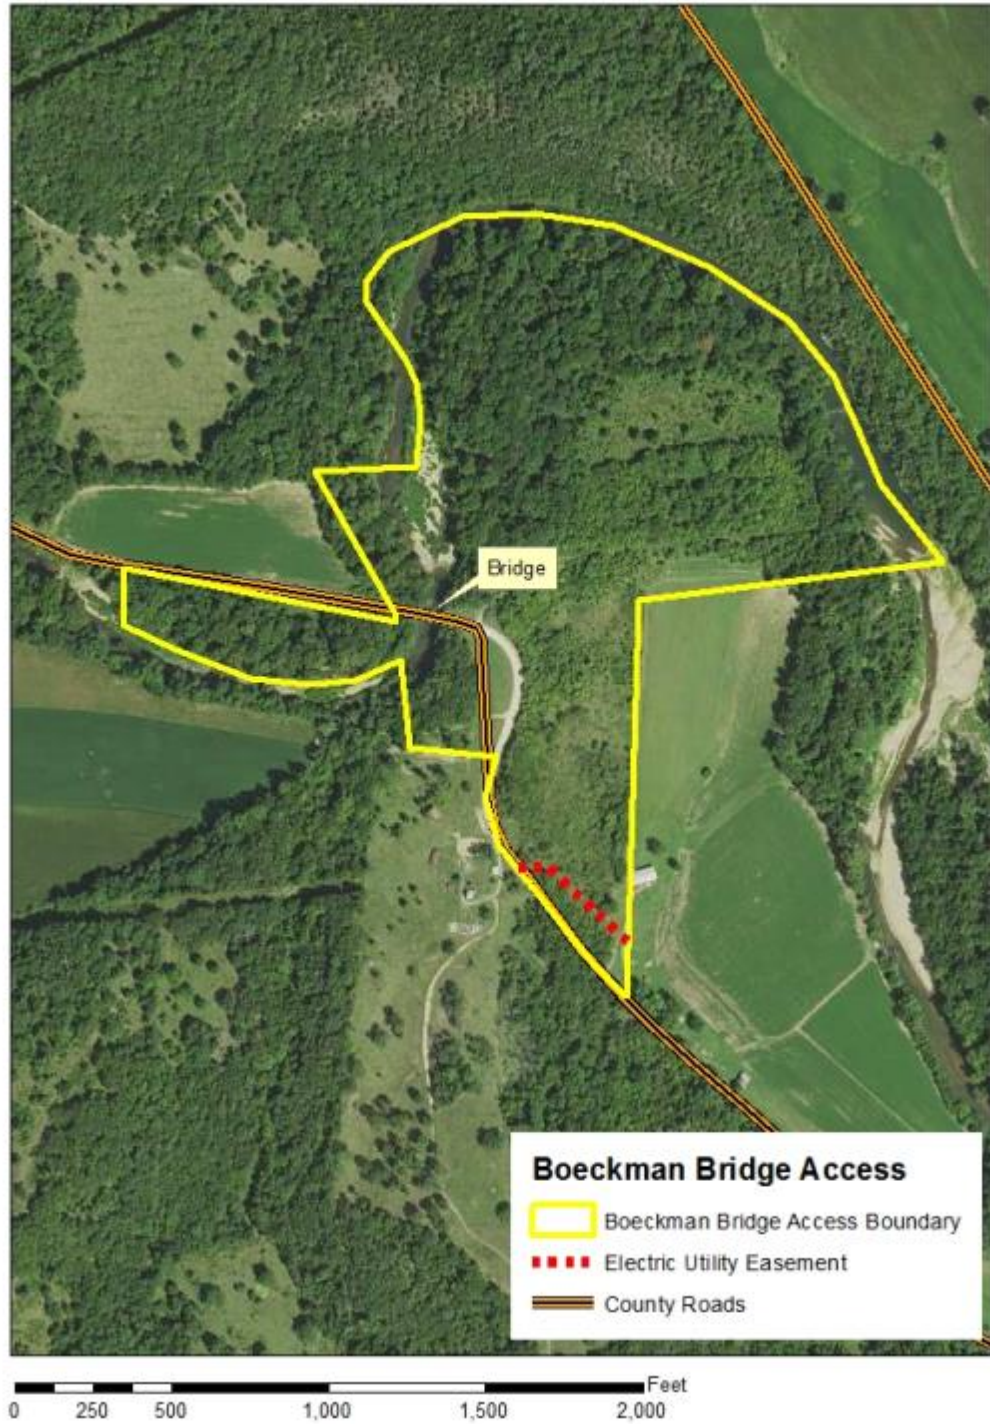 Bridge
Boeckman Bridge Access
Boeckman Bridge Access Boundary
Electric Utility Easement
County Roads
Feet
0 250 500 1,000 1,500 2,000